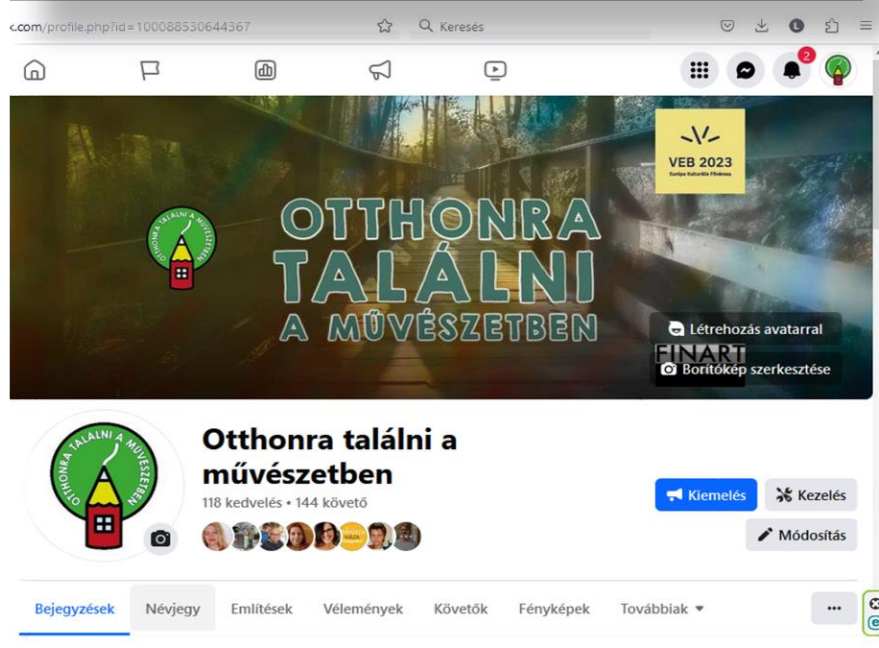 k.com/profile.php?id=100088530644367
Keresés
L
2
VEB 2023
Európa Kulturális Fővárosa
OTTHONRA TALÁLNI A MŰVÉSZETBEN
OTTHONRA
TALÁLNI
A MŰVÉSZETBEN
Létrehozás avatarral
FINART
Borítókép szerkesztése
OTTHONRA TALALNI A MŰVÉSZETBEN
Otthonra találni a
művészetben
118 kedvelés • 144 követő
Kiemelés
Kezelés
Módosítás
Bejegyzések
Névjegy
Említések
Vélemények
Követők
Fényképek
Továbbiak